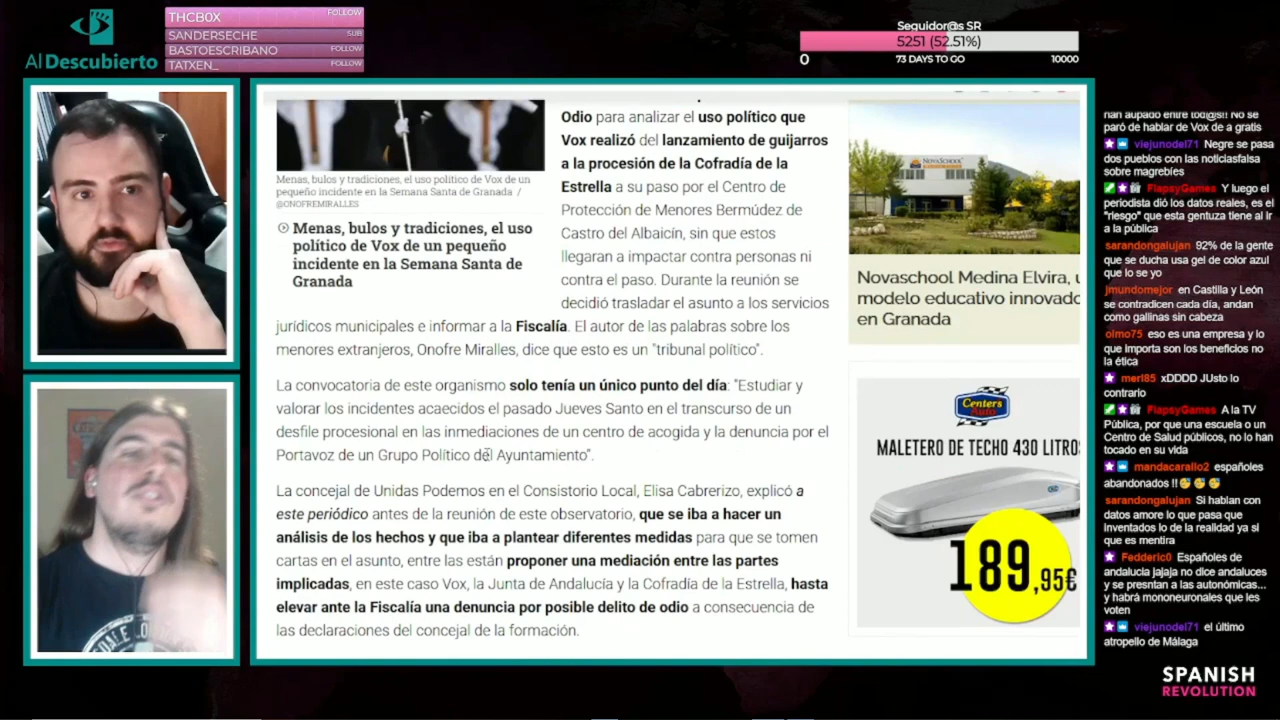 Al Descubierto
THCB0X FOLLOW
SANDERSECHE SUB
BASTOESCRIBANO FOLLOW
TATXEN_ FOLLOW
Seguidor@s SR
5251 (52.51%)
0 73 DAYS TO GO 10000
Menas, bulos y tradiciones, el uso político de Vox de un
pequeño incidente en la Semana Santa de Granada /
@ONOFREMIRALLES
Menas, bulos y tradiciones, el uso
político de Vox de un pequeño
incidente en la Semana Santa de
Granada
Odio para analizar el uso político que
Vox realizó del lanzamiento de guijarros
a la procesión de la Cofradía de la
Estrella a su paso por el Centro de
Protección de Menores Bermúdez de
Castro del Albaicín, sin que estos
llegaran a impactar contra personas ni
contra el paso. Durante la reunión se
decidió trasladar el asunto a los servicios
jurídicos municipales e informar a la Fiscalía. El autor de las palabras sobre los
menores extranjeros, Onofre Miralles, dice que esto es un "tribunal político".
La convocatoria de este organismo solo tenía un único punto del día: "Estudiar y
valorar los incidentes acaecidos el pasado Jueves Santo en el transcurso de un
desfile procesional en las inmediaciones de un centro de acogida y la denuncia por el
Portavoz de un Grupo Político del Ayuntamiento".
La concejal de Unidas Podemos en el Consistorio Local, Elisa Cabrerizo, explicó a
este periódico antes de la reunión de este observatorio, que se iba a hacer un
análisis de los hechos y que iba a plantear diferentes medidas para que se tomen
cartas en el asunto, entre las están proponer una mediación entre las partes
implicadas, en este caso Vox, la Junta de Andalucía y la Cofradía de la Estrella, hasta
elevar ante la Fiscalía una denuncia por posible delito de odio a consecuencia de
las declaraciones del concejal de la formación.
NOVASCHOOL
Novaschool Medina Elvira, u
modelo educativo innovado
en Granada
Centers Auto
MALETERO DE TECHO 430 LITROS
189,95€
han aupado entre tod@s!! No se
paró de hablar de Vox de a gratis
viejunodel71 Negre se pasa
dos pueblos con las noticiasfalsa
sobre magrebíes
FlapsyGames Y luego el
periodista dió los datos reales, es el
"riesgo" que esta gentuza tiene al ir
a la pública
sarandongalujan 92% de la gente
que se ducha usa gel de color azul
que lo se yo
jmundomejor en Castilla y León
se contradicen cada día, andan
como gallinas sin cabeza
olmo75 eso es una empresa y lo
que importa son los beneficios no
la ética
merl85 xDDDD JUsto lo
contrario
FlapsyGames A la TV
Pública, por que una escuela o un
Centro de Salud públicos, no lo han
tocado en su vida
mandacarallo2 españoles
abandonados !!
sarandongalujan Si hablan con
datos amore lo que pasa que
inventados lo de la realidad ya si
que es mentira
Fedderic0 Españoles de
andalucia jajaja no dice andaluces
y se presntan a las autonómicas...
y habrá mononeuronales que les
voten
viejunodel71 el último
atropello de Málaga
SPANISH
REVOLUTION